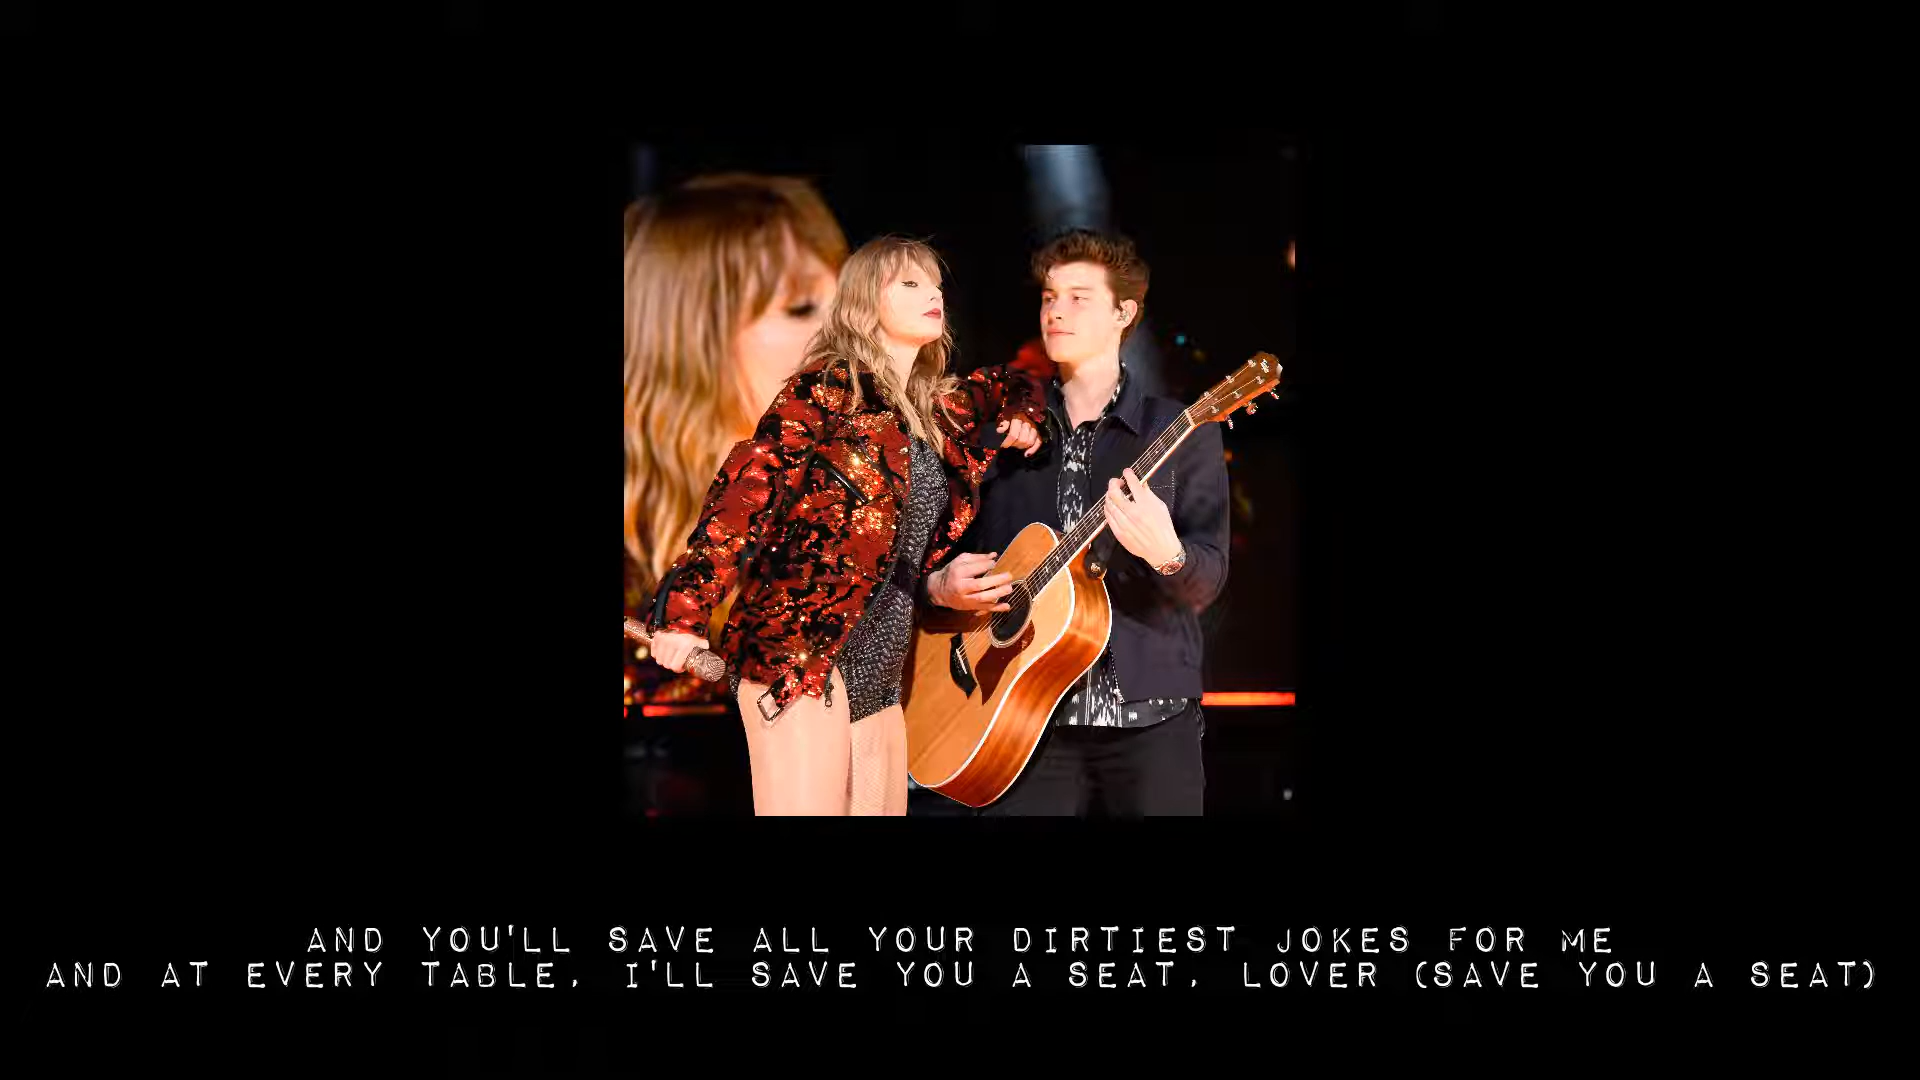 AND YOU'LL SAVE ALL YOUR DIRTIEST JOKES FOR ME
AND AT EVERY TABLE, I'LL SAVE YOU A SEAT, LOVER (SAVE YOU A SEAT)